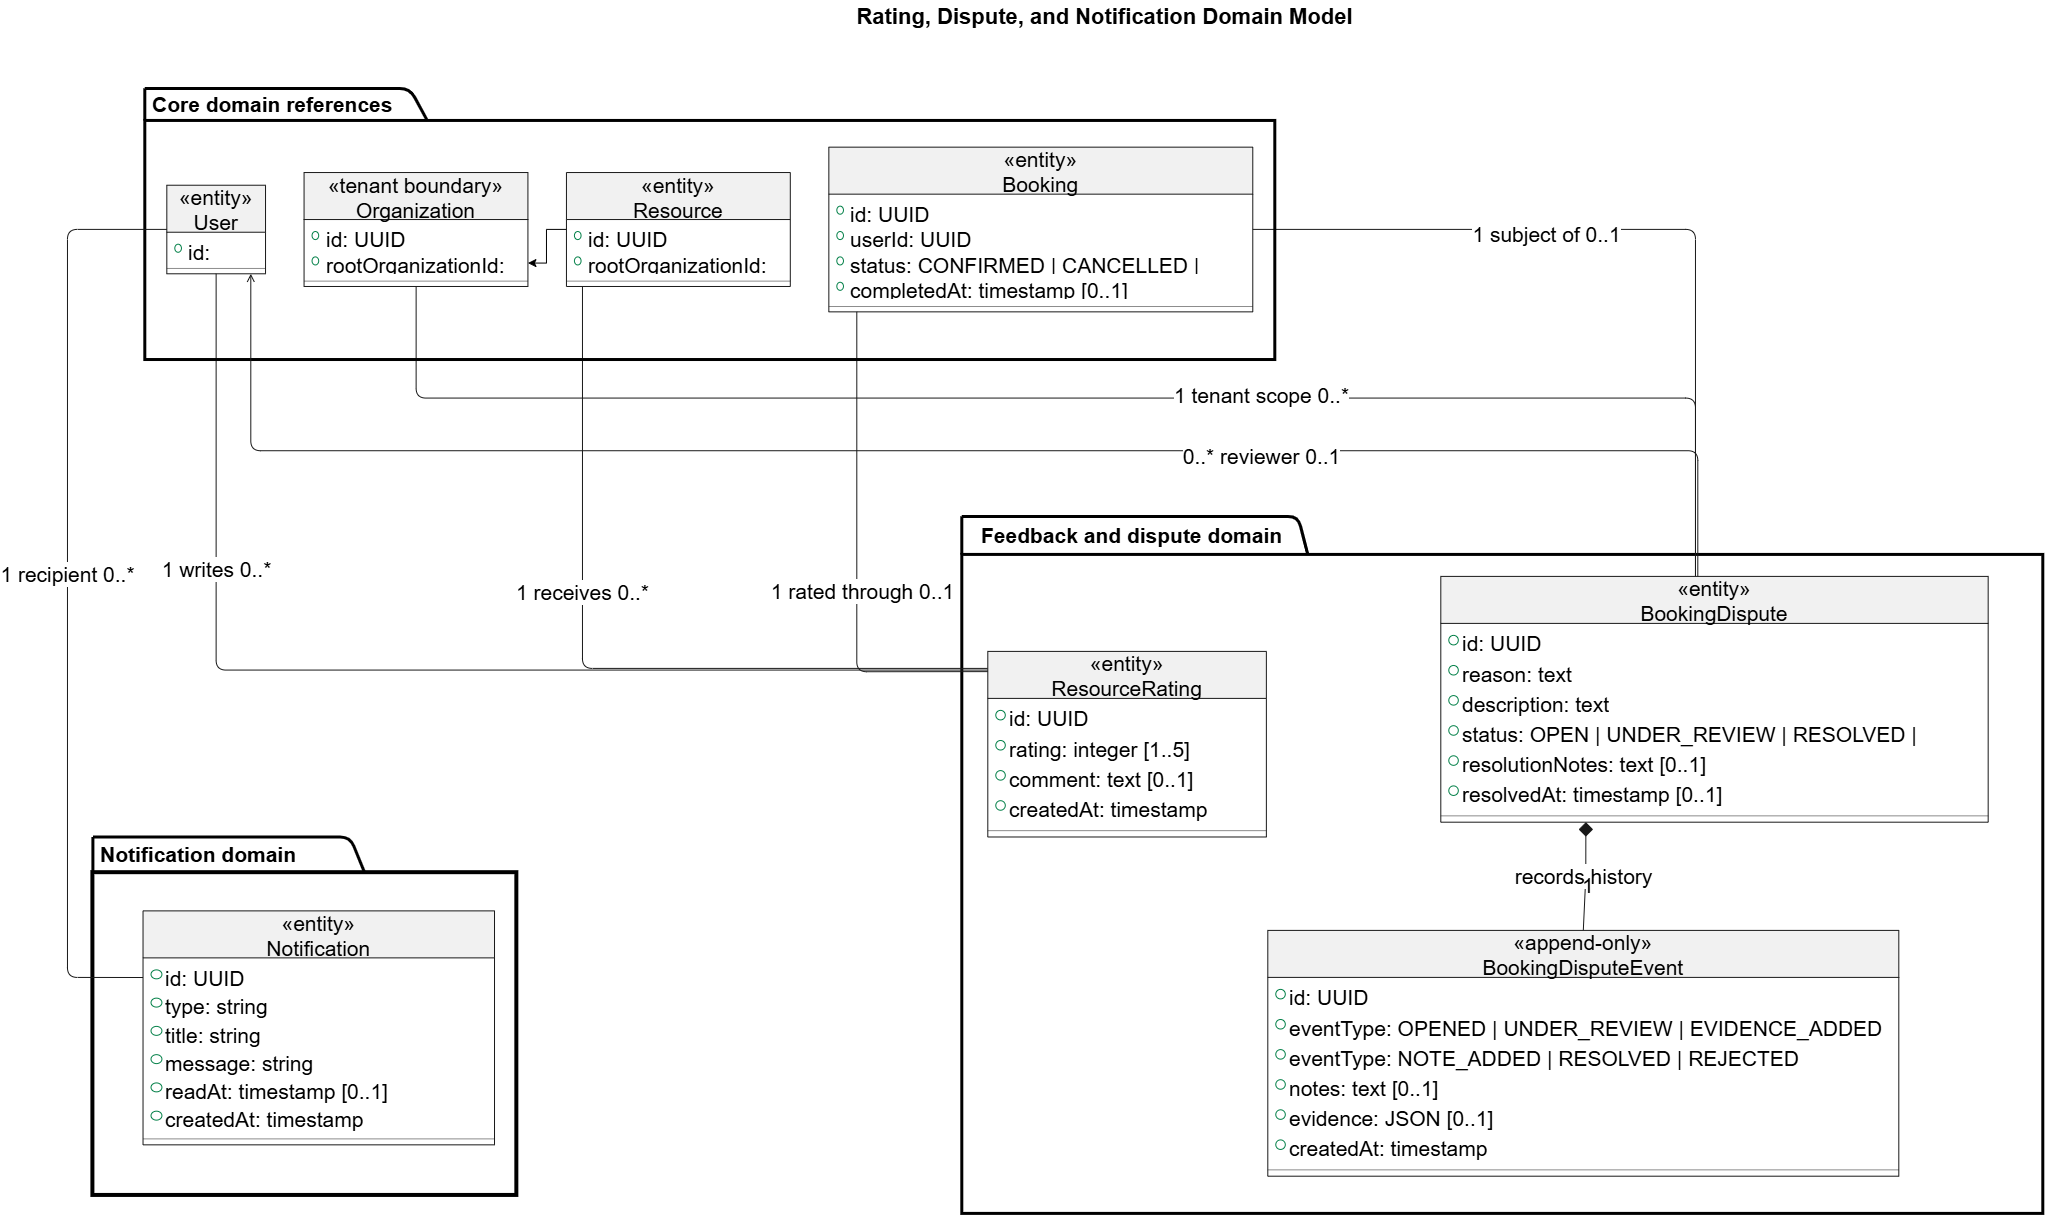 Rating, Dispute, and Notification Domain Model
Core domain references
«entity»
User
id:
«tenant boundary»
Organization
id: UUID
rootOrganizationId:
«entity»
Resource
id: UUID
rootOrganizationId:
«entity»
Booking
id: UUID
userId: UUID
status: CONFIRMED | CANCELLED |
completedAt: timestamp [0..1]
1 subject of 0..1
1 tenant scope 0..*
0..* reviewer 0..1
1 recipient 0..*
1 writes 0..*
1 receives 0..*
1 rated through 0..1
Feedback and dispute domain
«entity»
ResourceRating
id: UUID
rating: integer [1..5]
comment: text [0..1]
createdAt: timestamp
«entity»
BookingDispute
id: UUID
reason: text
description: text
status: OPEN | UNDER_REVIEW | RESOLVED |
resolutionNotes: text [0..1]
resolvedAt: timestamp [0..1]
records history
1
«append-only»
BookingDisputeEvent
id: UUID
eventType: OPENED | UNDER_REVIEW | EVIDENCE_ADDED
eventType: NOTE_ADDED | RESOLVED | REJECTED
notes: text [0..1]
evidence: JSON [0..1]
createdAt: timestamp
Notification domain
«entity»
Notification
id: UUID
type: string
title: string
message: string
readAt: timestamp [0..1]
createdAt: timestamp